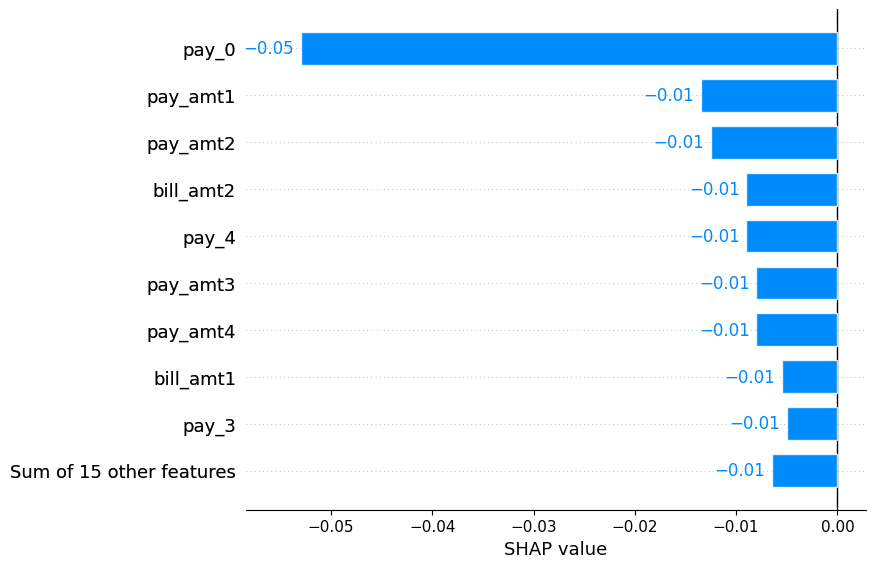 pay_0 −0.05
pay_amt1 −0.01
pay_amt2 −0.01
bill_amt2 −0.01
pay_4 −0.01
pay_amt3 −0.01
pay_amt4 −0.01
bill_amt1 −0.01
pay_3 −0.01
Sum of 15 other features −0.01
−0.05 −0.04 −0.03 −0.02 −0.01 0.00
SHAP value